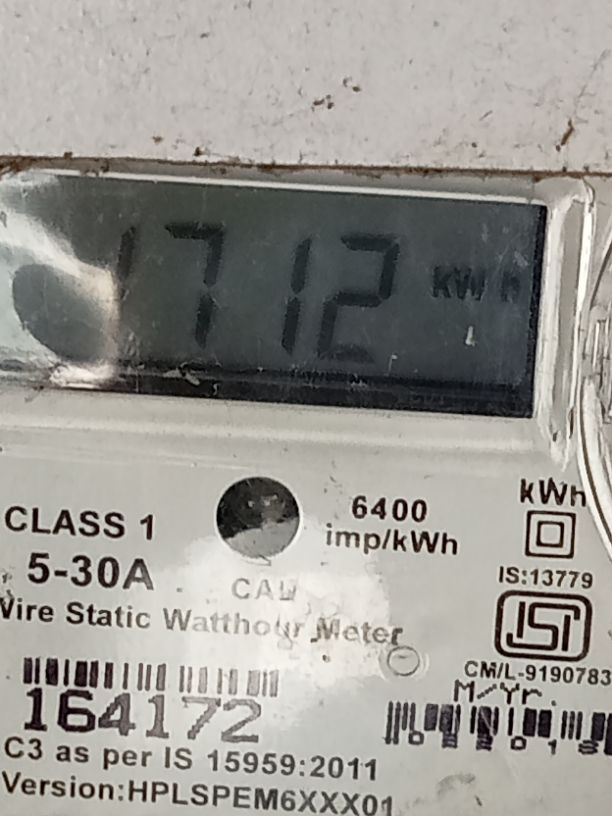 1712 kWh
CLASS 1
6400
imp/kWh
kWh
5-30A
CAL
IS:13779
Wire Static Watthour Meter
ISI
CM/L-9190783
M/Yr.
164172
C3 as per IS 15959:2011
Version:HPLSPEM6XXX01